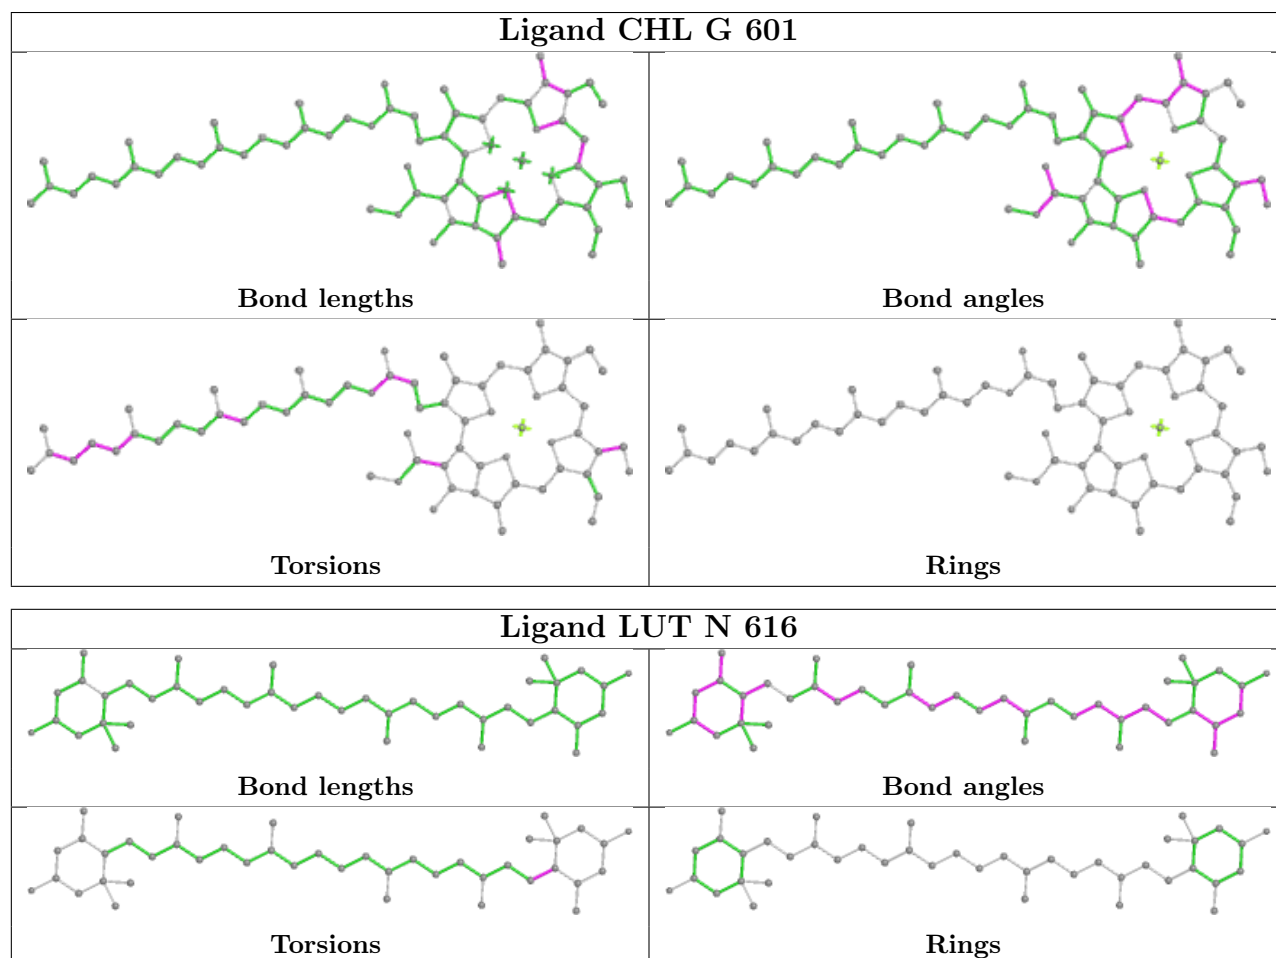 Ligand CHL G 601
Bond lengths
Bond angles
Torsions
Rings
Ligand LUT N 616
Bond lengths
Bond angles
Torsions
Rings